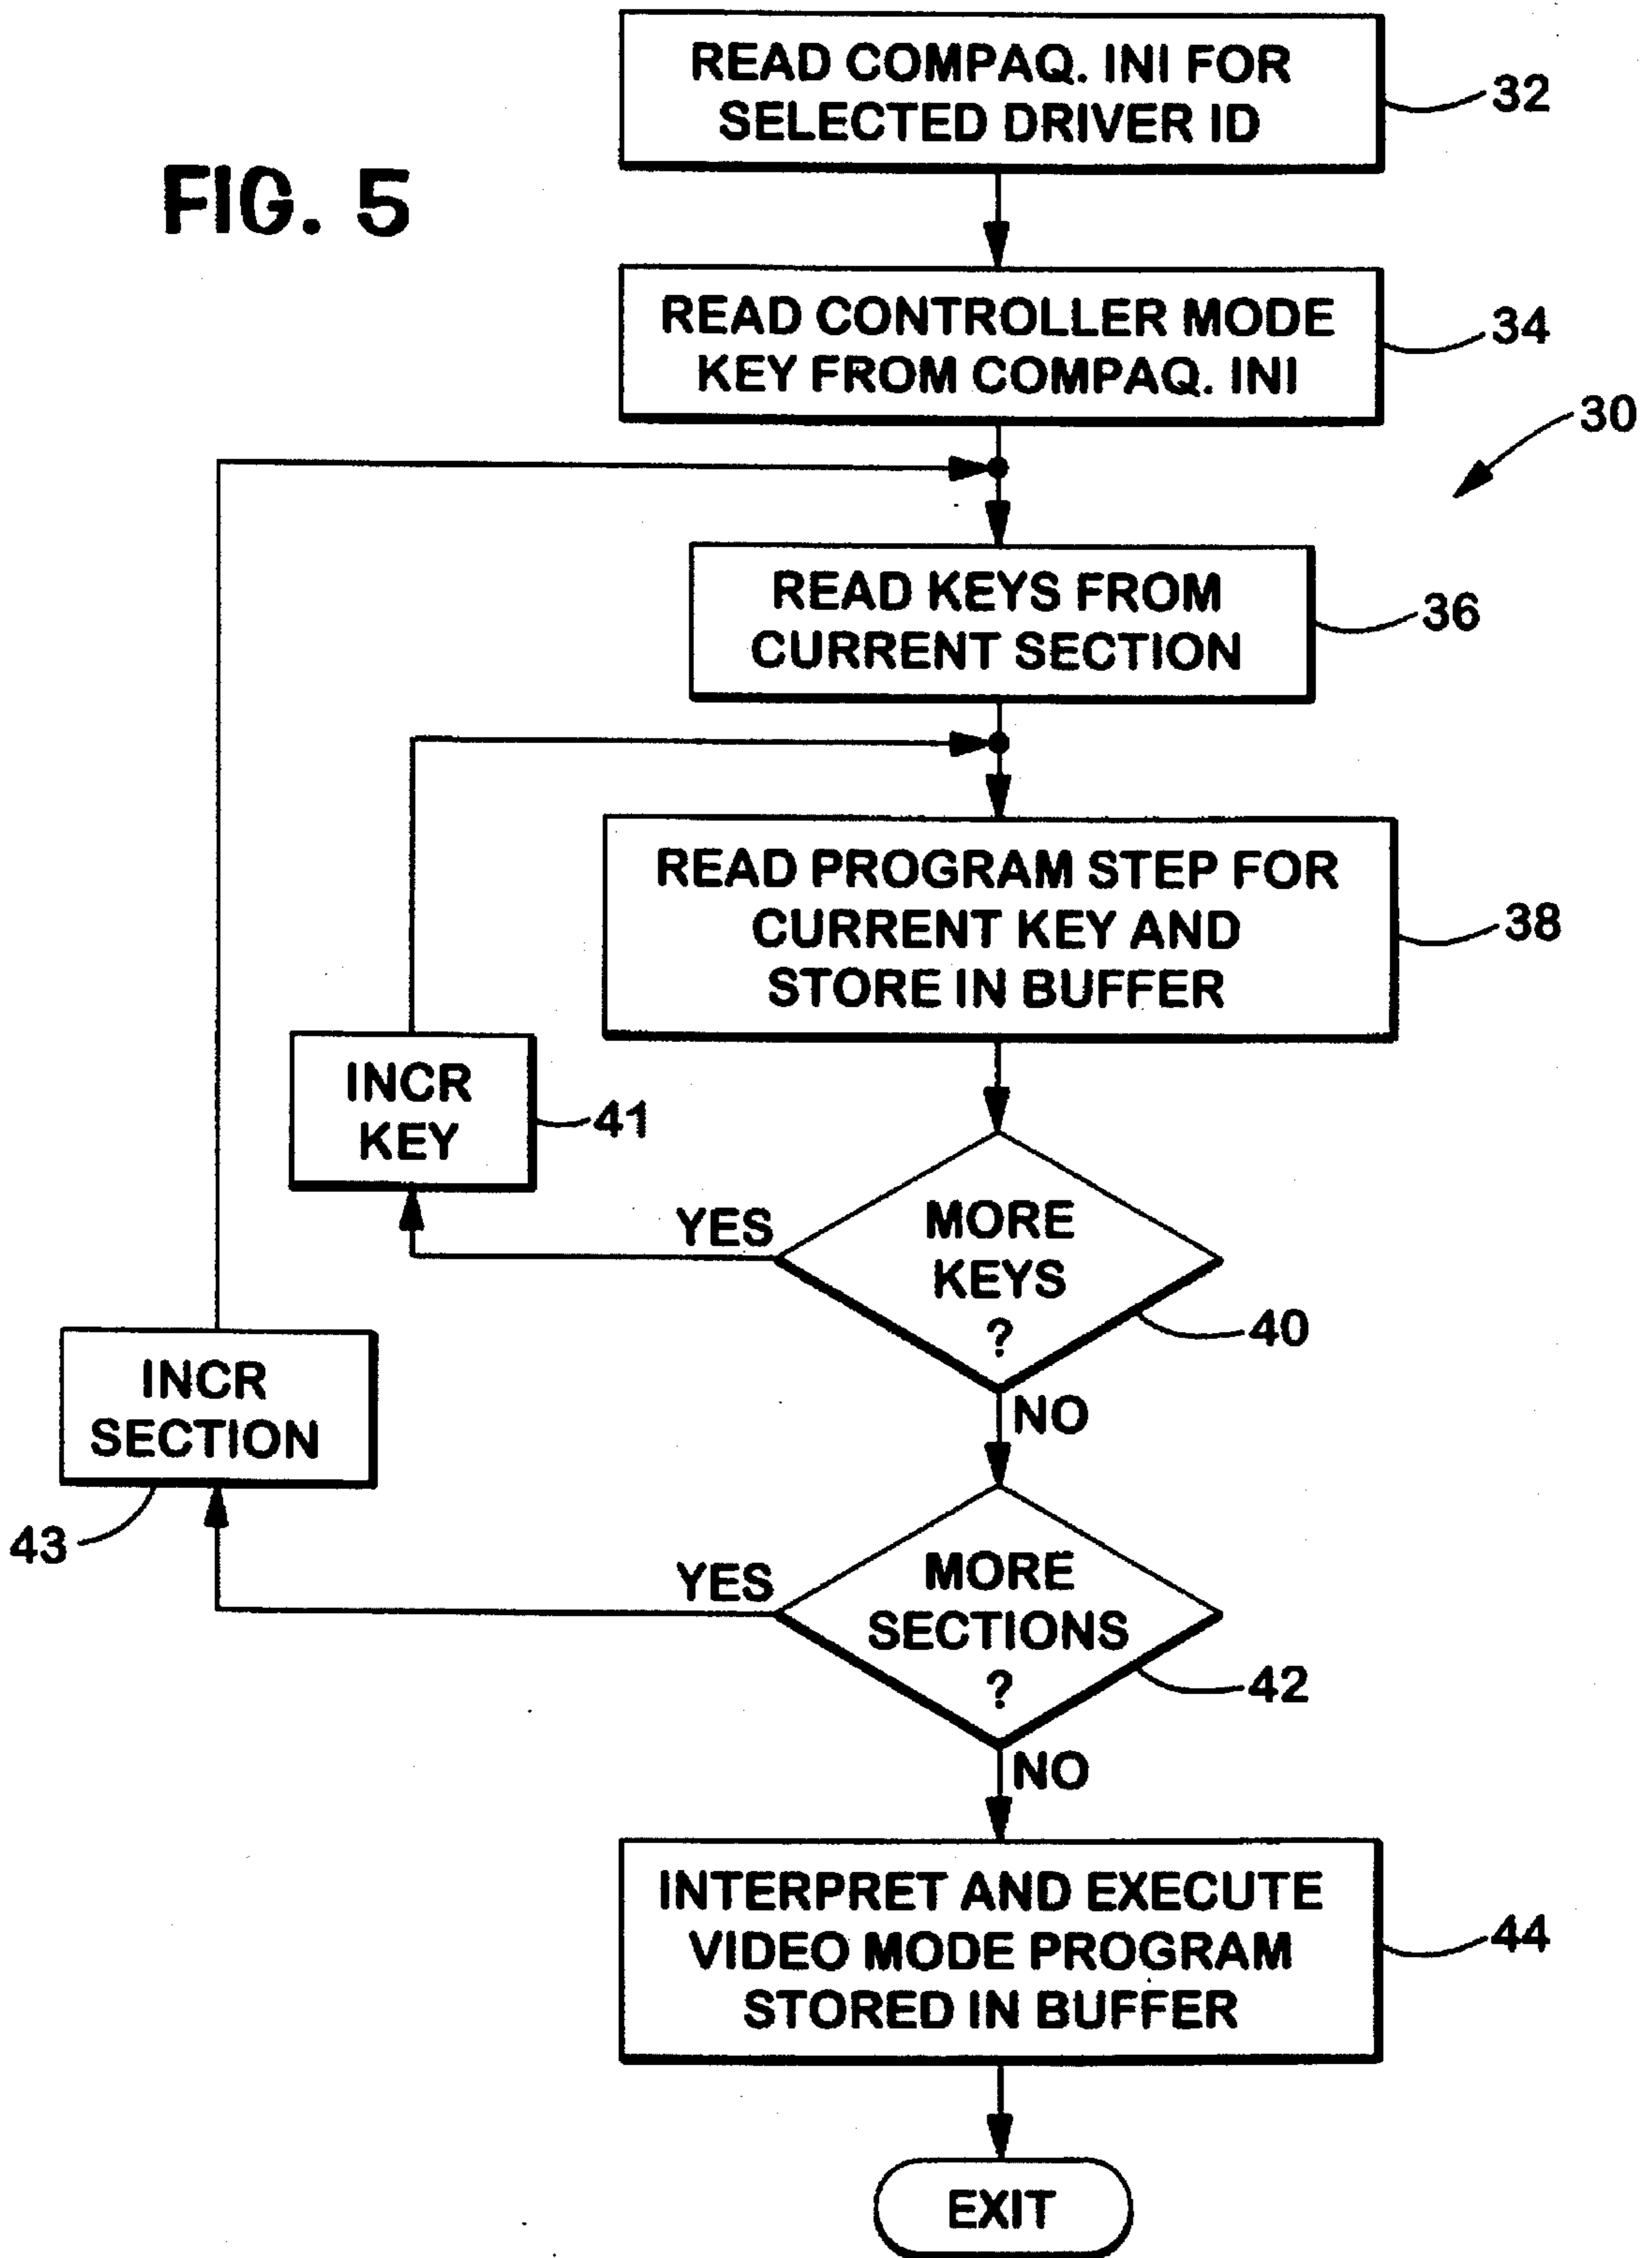 READ COMPAQ. INI FOR
SELECTED DRIVER ID
32
FIG. 5
READ CONTROLLER MODE
KEY FROM COMPAQ. INI
34
30
READ KEYS FROM
CURRENT SECTION
36
READ PROGRAM STEP FOR
CURRENT KEY AND
STORE IN BUFFER
38
INCR
KEY
41
YES
MORE
KEYS
?
40
NO
INCR
SECTION
43
YES
MORE
SECTIONS
?
42
NO
INTERPRET AND EXECUTE
VIDEO MODE PROGRAM
STORED IN BUFFER
44
EXIT